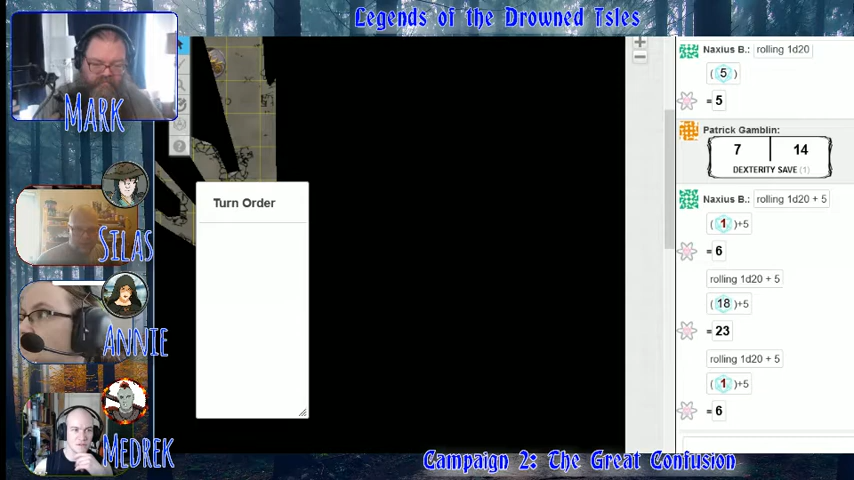 Legends of the Drowned Isles
MARK
SILAS
ANNIE
MEDREK
Turn Order
Naxius B.: rolling 1d20
( 5 )
= 5
Patrick Gamblin:
7 14
DEXTERITY SAVE (1)
Naxius B.: rolling 1d20 + 5
( 1 )+5
= 6
rolling 1d20 + 5
( 18 )+5
= 23
rolling 1d20 + 5
( 1 )+5
= 6
Campaign 2: The Great Confusion